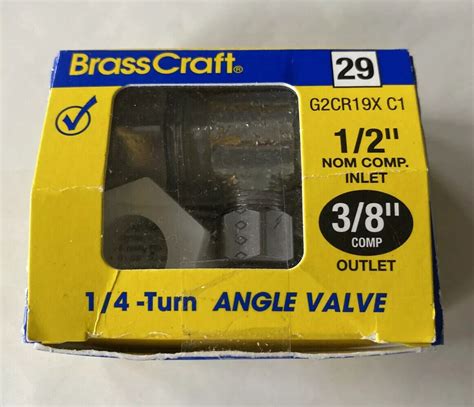 BrassCraft®
29
G2CR19X C1
1/2"
NOM COMP.
INLET
3/8"
COMP
OUTLET
1/4 -Turn ANGLE VALVE